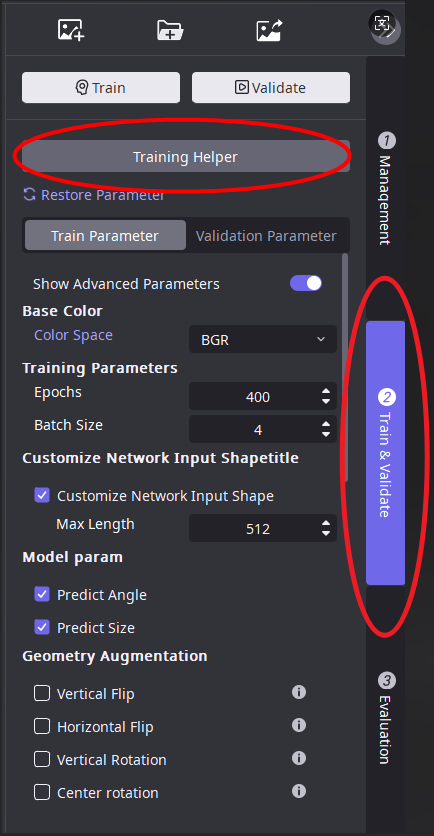 Train
Validate
Training Helper
Restore Parameter
Train Parameter
Validation Parameter
Show Advanced Parameters
Base Color
Color Space
BGR
Training Parameters
Epochs
400
Batch Size
4
Customize Network Input Shapetitle
Customize Network Input Shape
Max Length
512
Model param
Predict Angle
Predict Size
Geometry Augmentation
Vertical Flip
Horizontal Flip
Vertical Rotation
Center rotation
1
Manaqement
2
Train & Validate
3
Evaluation